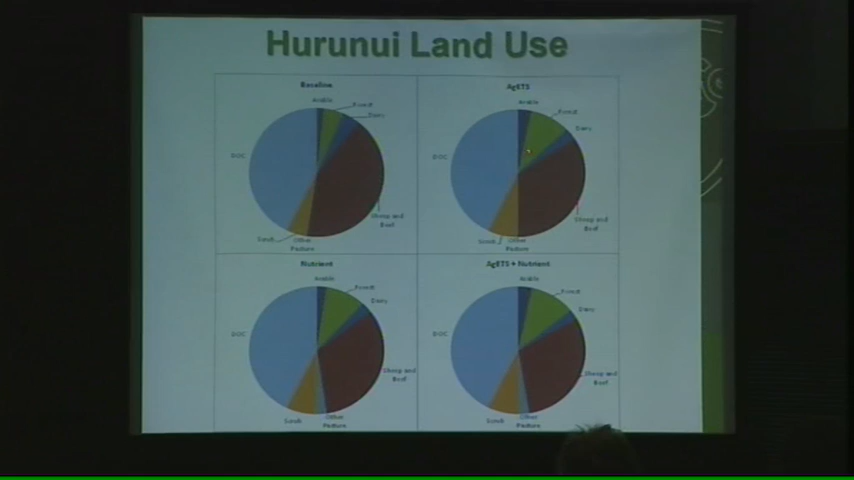 Hurunui Land Use
Baseline
Arable
Forest
Dairy
DOC
Sheep and
Beef
Scrub
Other
Pasture
AgETS
Arable
Forest
Dairy
DOC
Sheep and
Beef
Scrub
Other
Pasture
Nutrient
Arable
Forest
Dairy
DOC
Sheep and
Beef
Scrub
Other
Pasture
AgETS + Nutrient
Arable
Forest
Dairy
DOC
Sheep and
Beef
Scrub
Other
Pasture